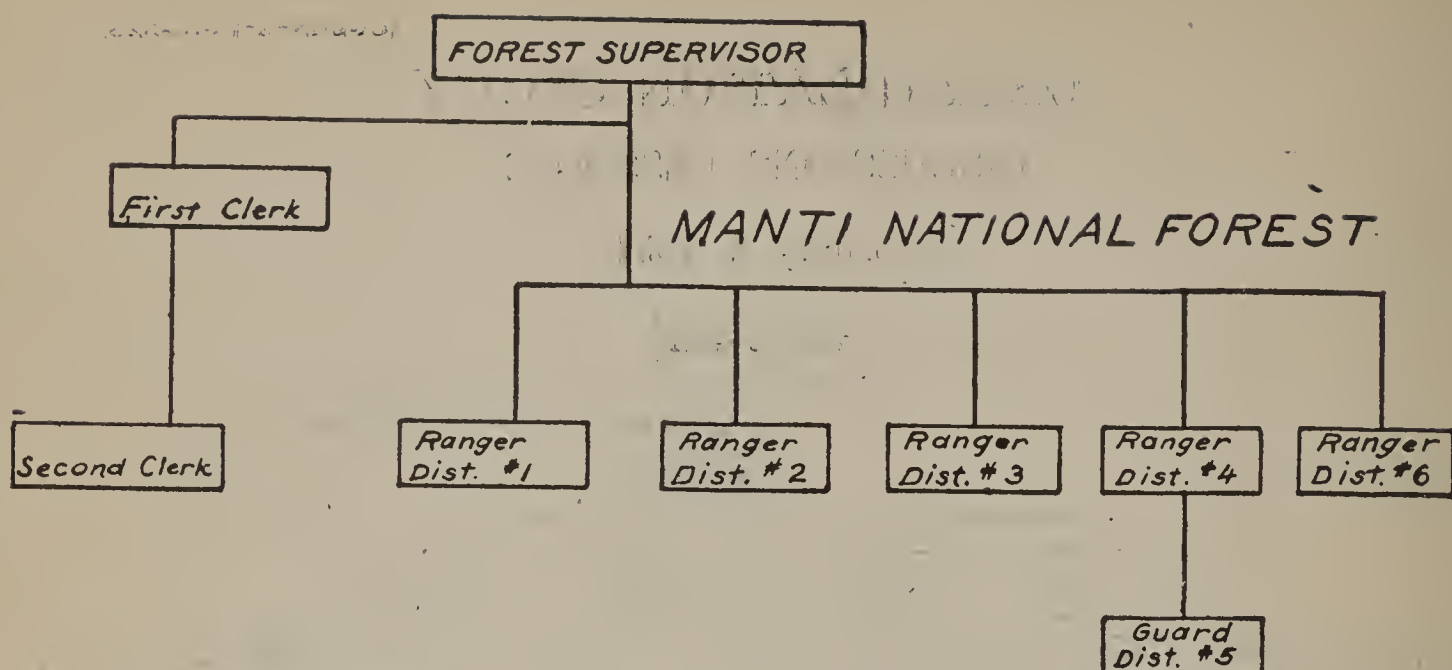 FOREST SUPERVISOR
First Clerk
MANTI NATIONAL FOREST
Second Clerk
Ranger
Dist. #1
Ranger
Dist. #2
Ranger
Dist. #3
Ranger
Dist. #4
Ranger
Dist. #6
Guard
Dist. #5